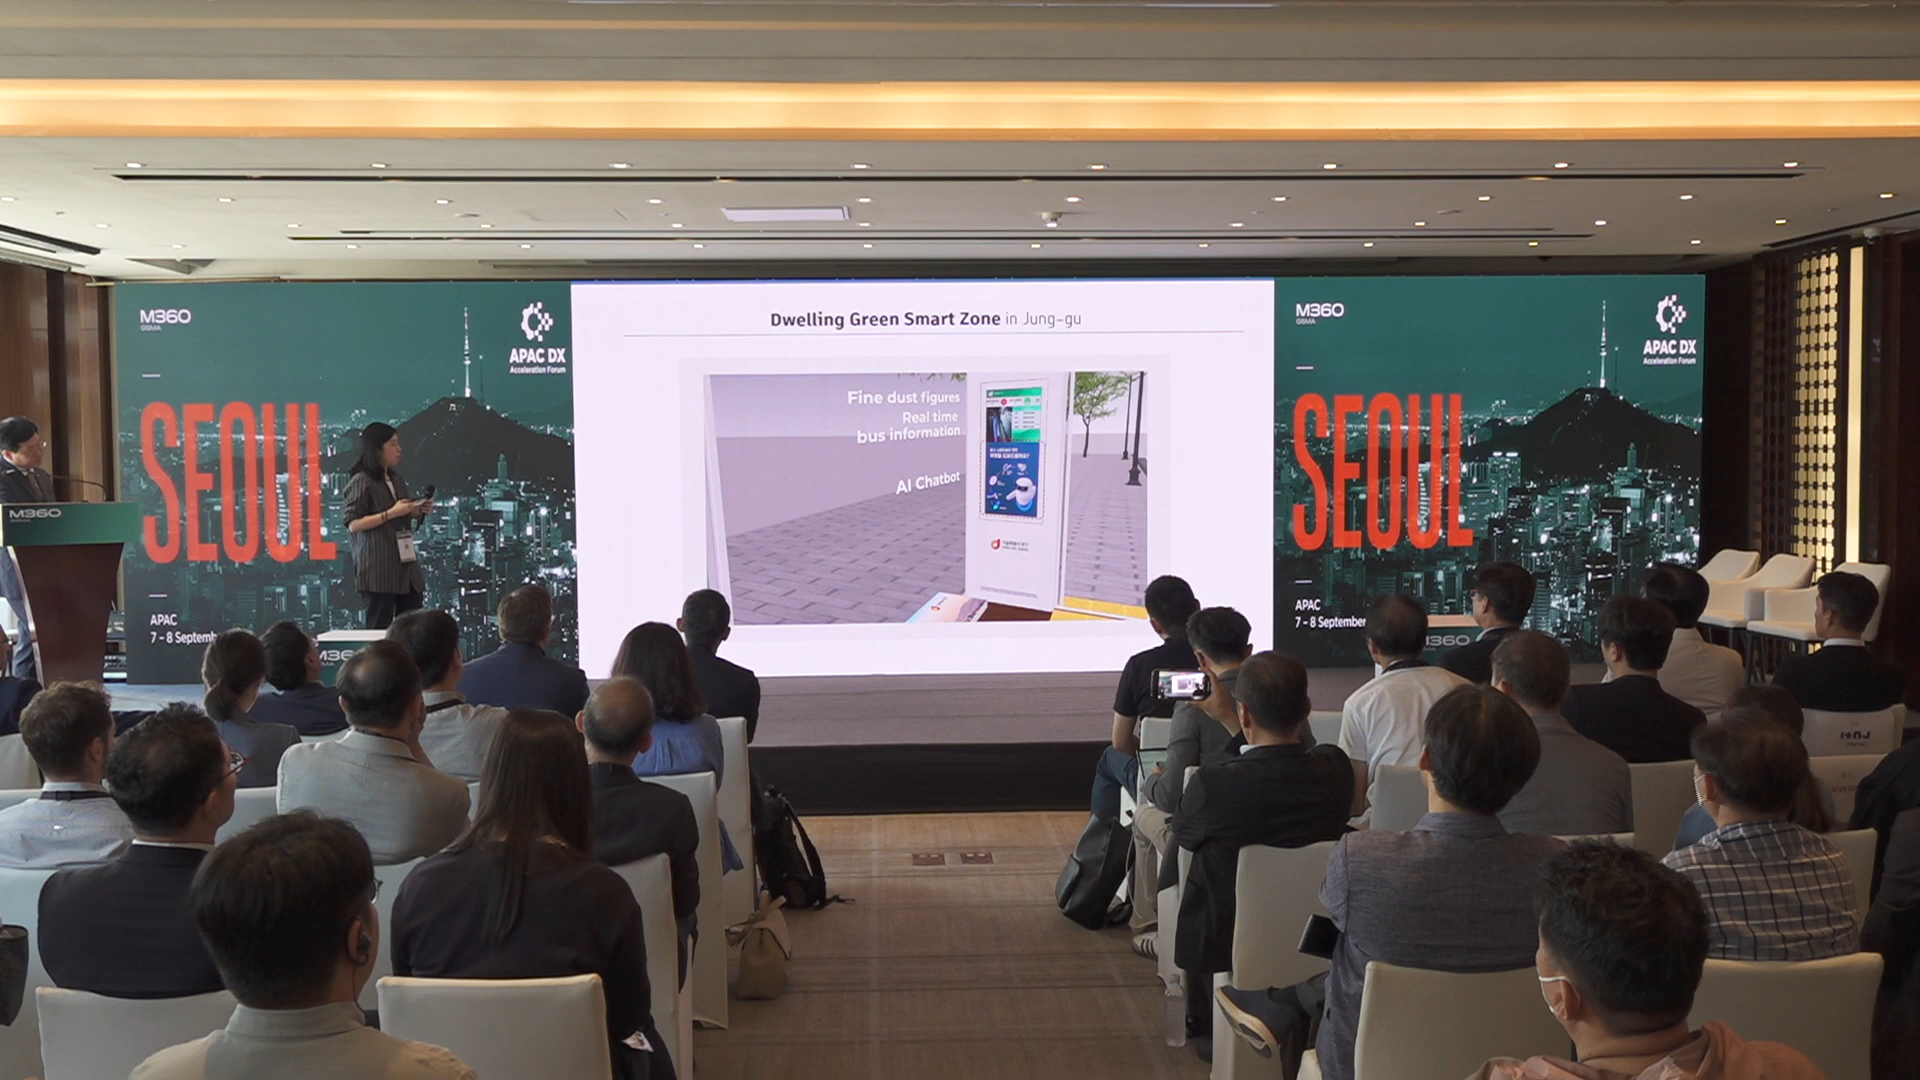 M360
GSMA
APAC DX
Acceleration Forum
SEOUL
APAC
7 – 8 Septemb
M360
GSMA
M36
Dwelling Green Smart Zone in Jung-gu
Fine dust figures
Real time
bus information
AI Chatbot
M360
GSMA
APAC DX
Acceleration Forum
SEOUL
APAC
7 – 8 September
M360